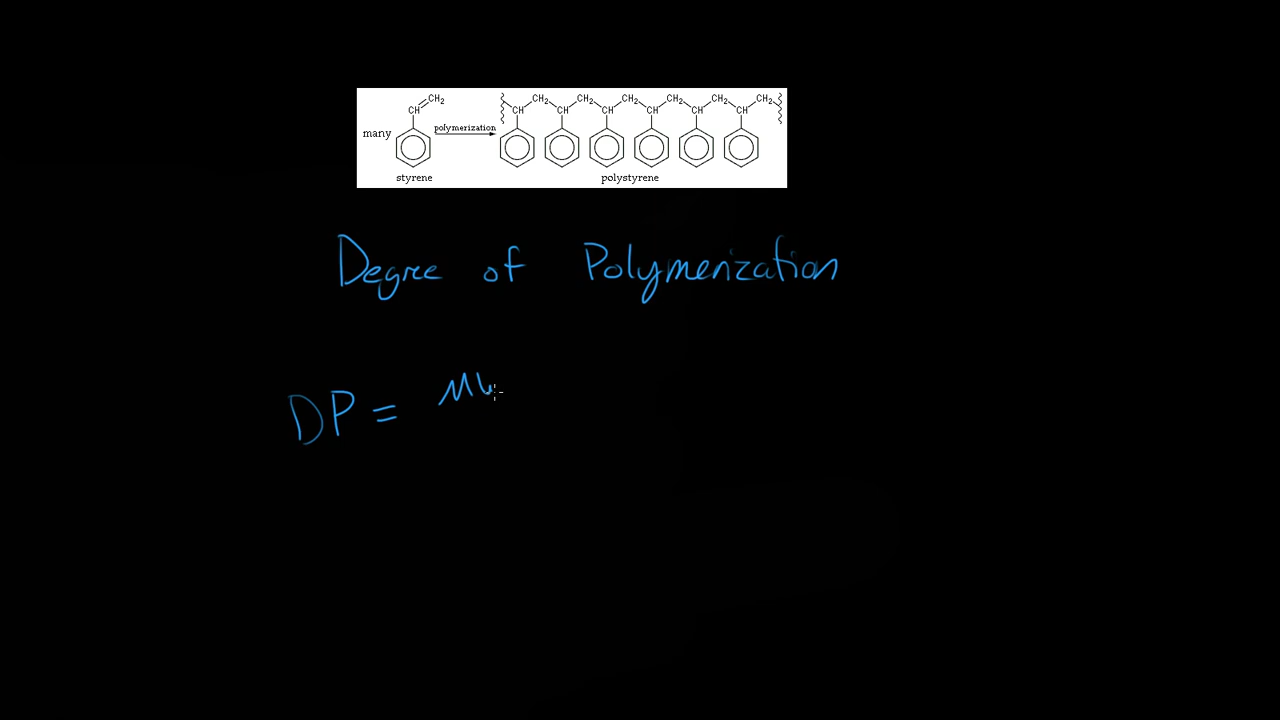 CH₂ CH₂ CH₂ CH₂ CH₂ CH₂ CH₂
CH CH CH CH CH CH CH
many polymerization
styrene polystyrene
Degree of Polymerization
DP =